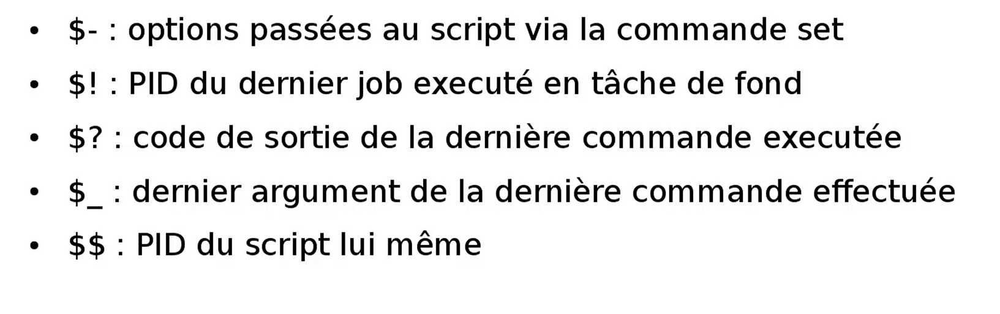 • $- : options passées au script via la commande set
• $! : PID du dernier job executé en tâche de fond
• $? : code de sortie de la dernière commande executée
• $_ : dernier argument de la dernière commande effectuée
• $$ : PID du script lui même